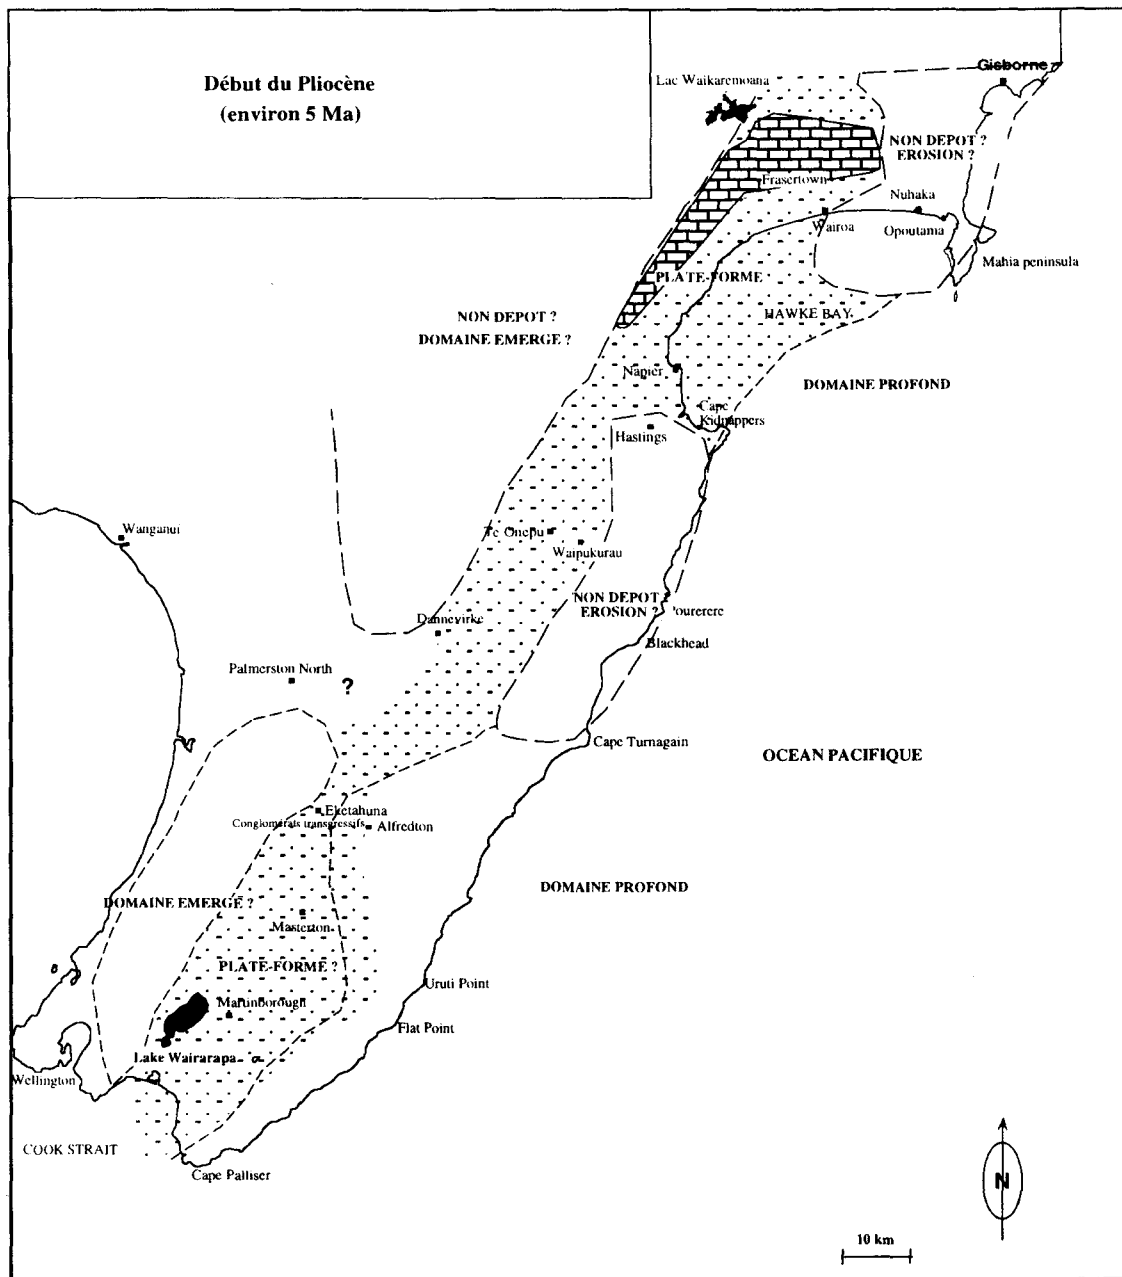 Début du Pliocène
(environ 5 Ma)
Gisborne
Lac Waikaremoana
NON DEPOT ?
EROSION ?
Frasertown
Nuhaka
Wairoa
Opoutama
Mahia peninsula
PLATE-FORME
NON DEPOT ?
DOMAINE EMERGE ?
HAWKE BAY
Napier
DOMAINE PROFOND
Cape
Kidnappers
Hastings
Wanganui
Te Onepu
Waipukurau
NON DEPOT ?
EROSION ?
'ourerere
Dannevirke
Blackhead
Palmerston North
?
Cape Turnagain
OCEAN PACIFIQUE
Eketahuna
Conglomérats transgressifs
Alfredton
DOMAINE PROFOND
DOMAINE EMERGE ?
Masterton
PLATE-FORME ?
Uruti Point
Martinborough
Flat Point
Lake Wairarapa
Wellington
COOK STRAIT
Cape Palliser
N
10 km